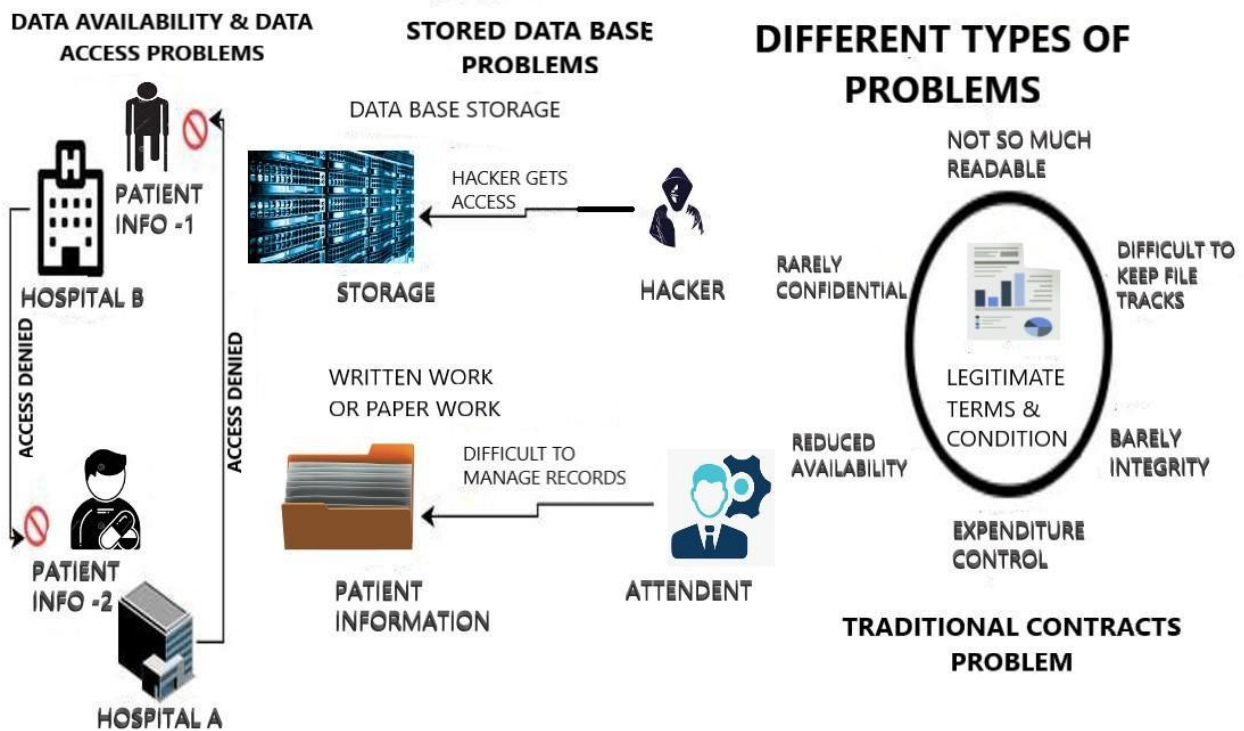 DATA AVAILABILITY & DATA
ACCESS PROBLEMS
PATIENT
INFO -1
HOSPITAL B
ACCESS DENIED
ACCESS DENIED
PATIENT
INFO -2
HOSPITAL A
STORED DATA BASE
PROBLEMS
DATA BASE STORAGE
HACKER GETS
ACCESS
STORAGE
HACKER
WRITTEN WORK
OR PAPER WORK
DIFFICULT TO
MANAGE RECORDS
PATIENT
INFORMATION
ATTENDENT
DIFFERENT TYPES OF
PROBLEMS
NOT SO MUCH
READABLE
RARELY
CONFIDENTIAL
DIFFICULT TO
KEEP FILE
TRACKS
LEGITIMATE
TERMS &
CONDITION
REDUCED
AVAILABILITY
BARELY
INTEGRITY
EXPENDITURE
CONTROL
TRADITIONAL CONTRACTS
PROBLEM